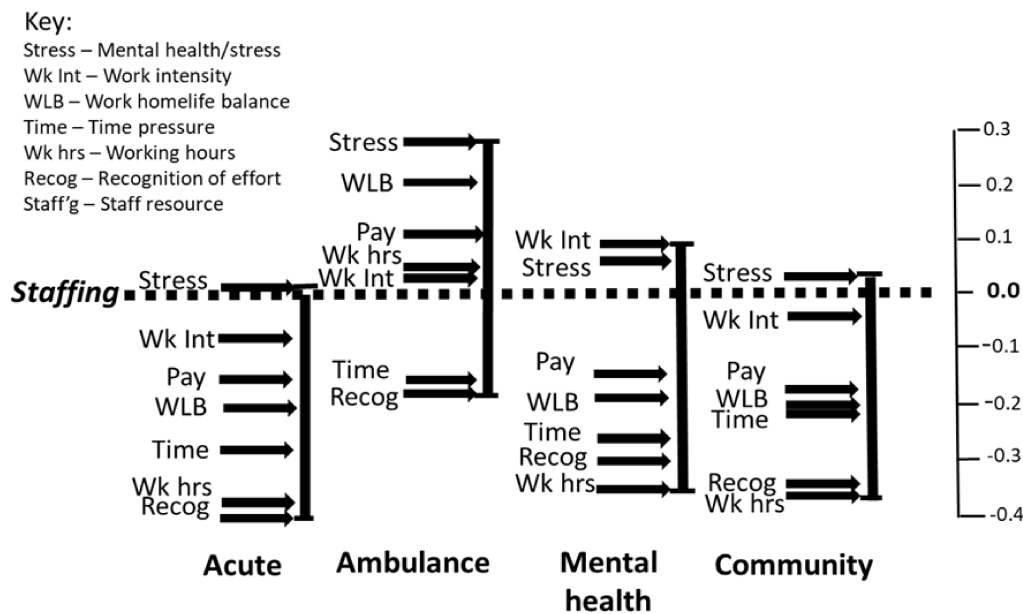 Key:
Stress – Mental health/stress
Wk Int – Work intensity
WLB – Work homelife balance
Time – Time pressure
Wk hrs – Working hours
Recog – Recognition of effort
Staff'g – Staff resource
Staffing
Stress
Wk Int
Pay
WLB
Time
Wk hrs
Recog
Acute
Stress
WLB
Pay
Wk hrs
Wk Int
Time
Recog
Ambulance
Wk Int
Stress
Pay
WLB
Time
Recog
Wk hrs
Mental
health
Stress
Wk Int
Pay
WLB
Time
Recog
Wk hrs
Community
0.3
0.2
0.1
0.0
-0.1
-0.2
-0.3
-0.4